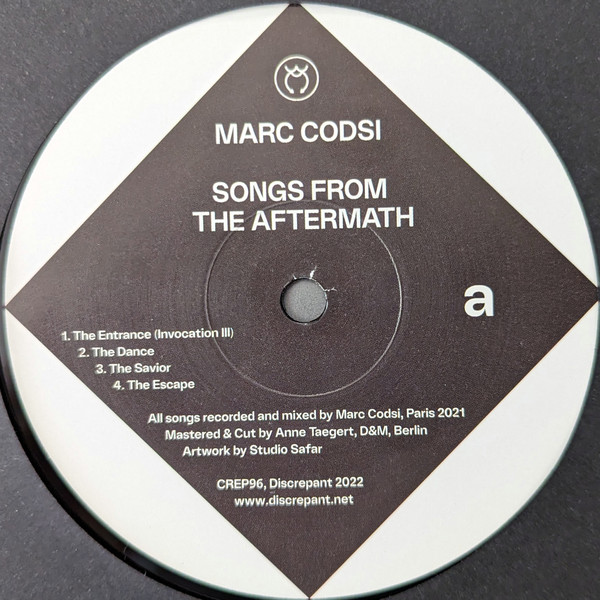 MARC CODSI
SONGS FROM
THE AFTERMATH
a
1. The Entrance (Invocation III)
2. The Dance
3. The Savior
4. The Escape
All songs recorded and mixed by Marc Codsi, Paris 2021
Mastered & Cut by Anne Taegert, D&M, Berlin
Artwork by Studio Safar
CREP96, Discrepant 2022
www.discrepant.net